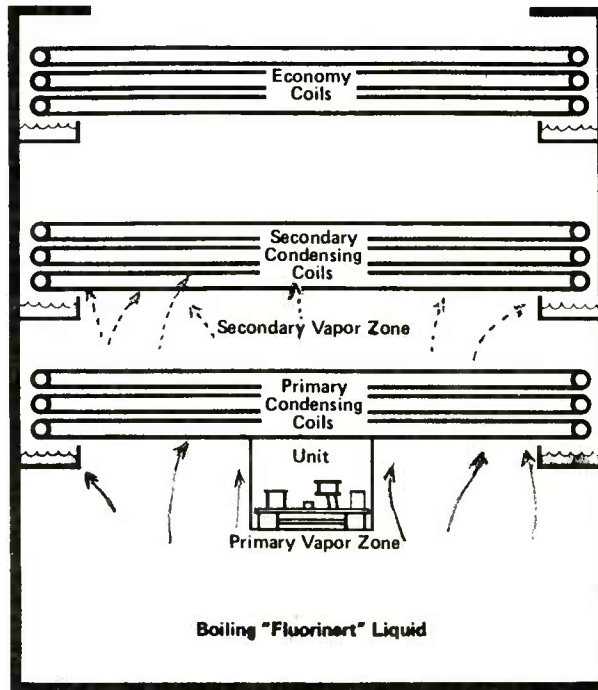 Economy
Coils
Secondary
Condensing
Coils
Secondary Vapor Zone
Primary
Condensing
Coils
Unit
Primary Vapor Zone
Boiling "Fluorinert" Liquid